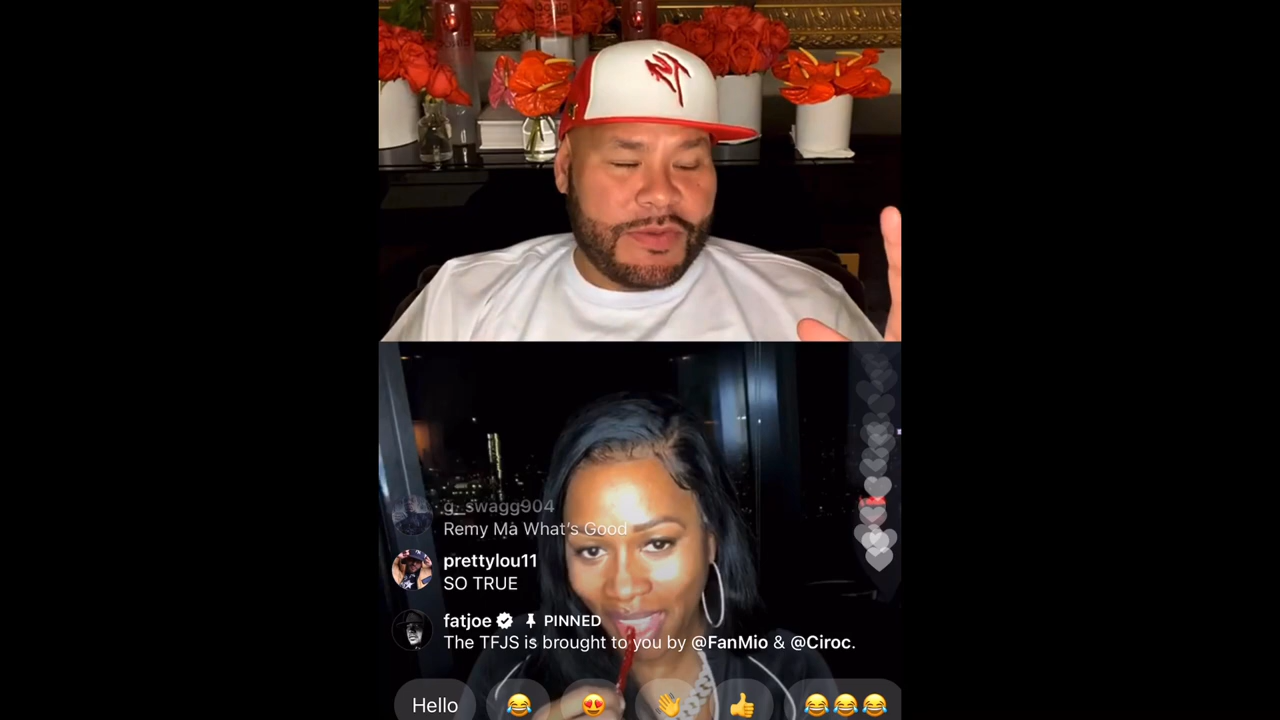 g_swagg904
Remy Ma What's Good
prettylou11
SO TRUE
fatjoe PINNED
The TFJS is brought to you by @FanMio & @Ciroc.
Hello